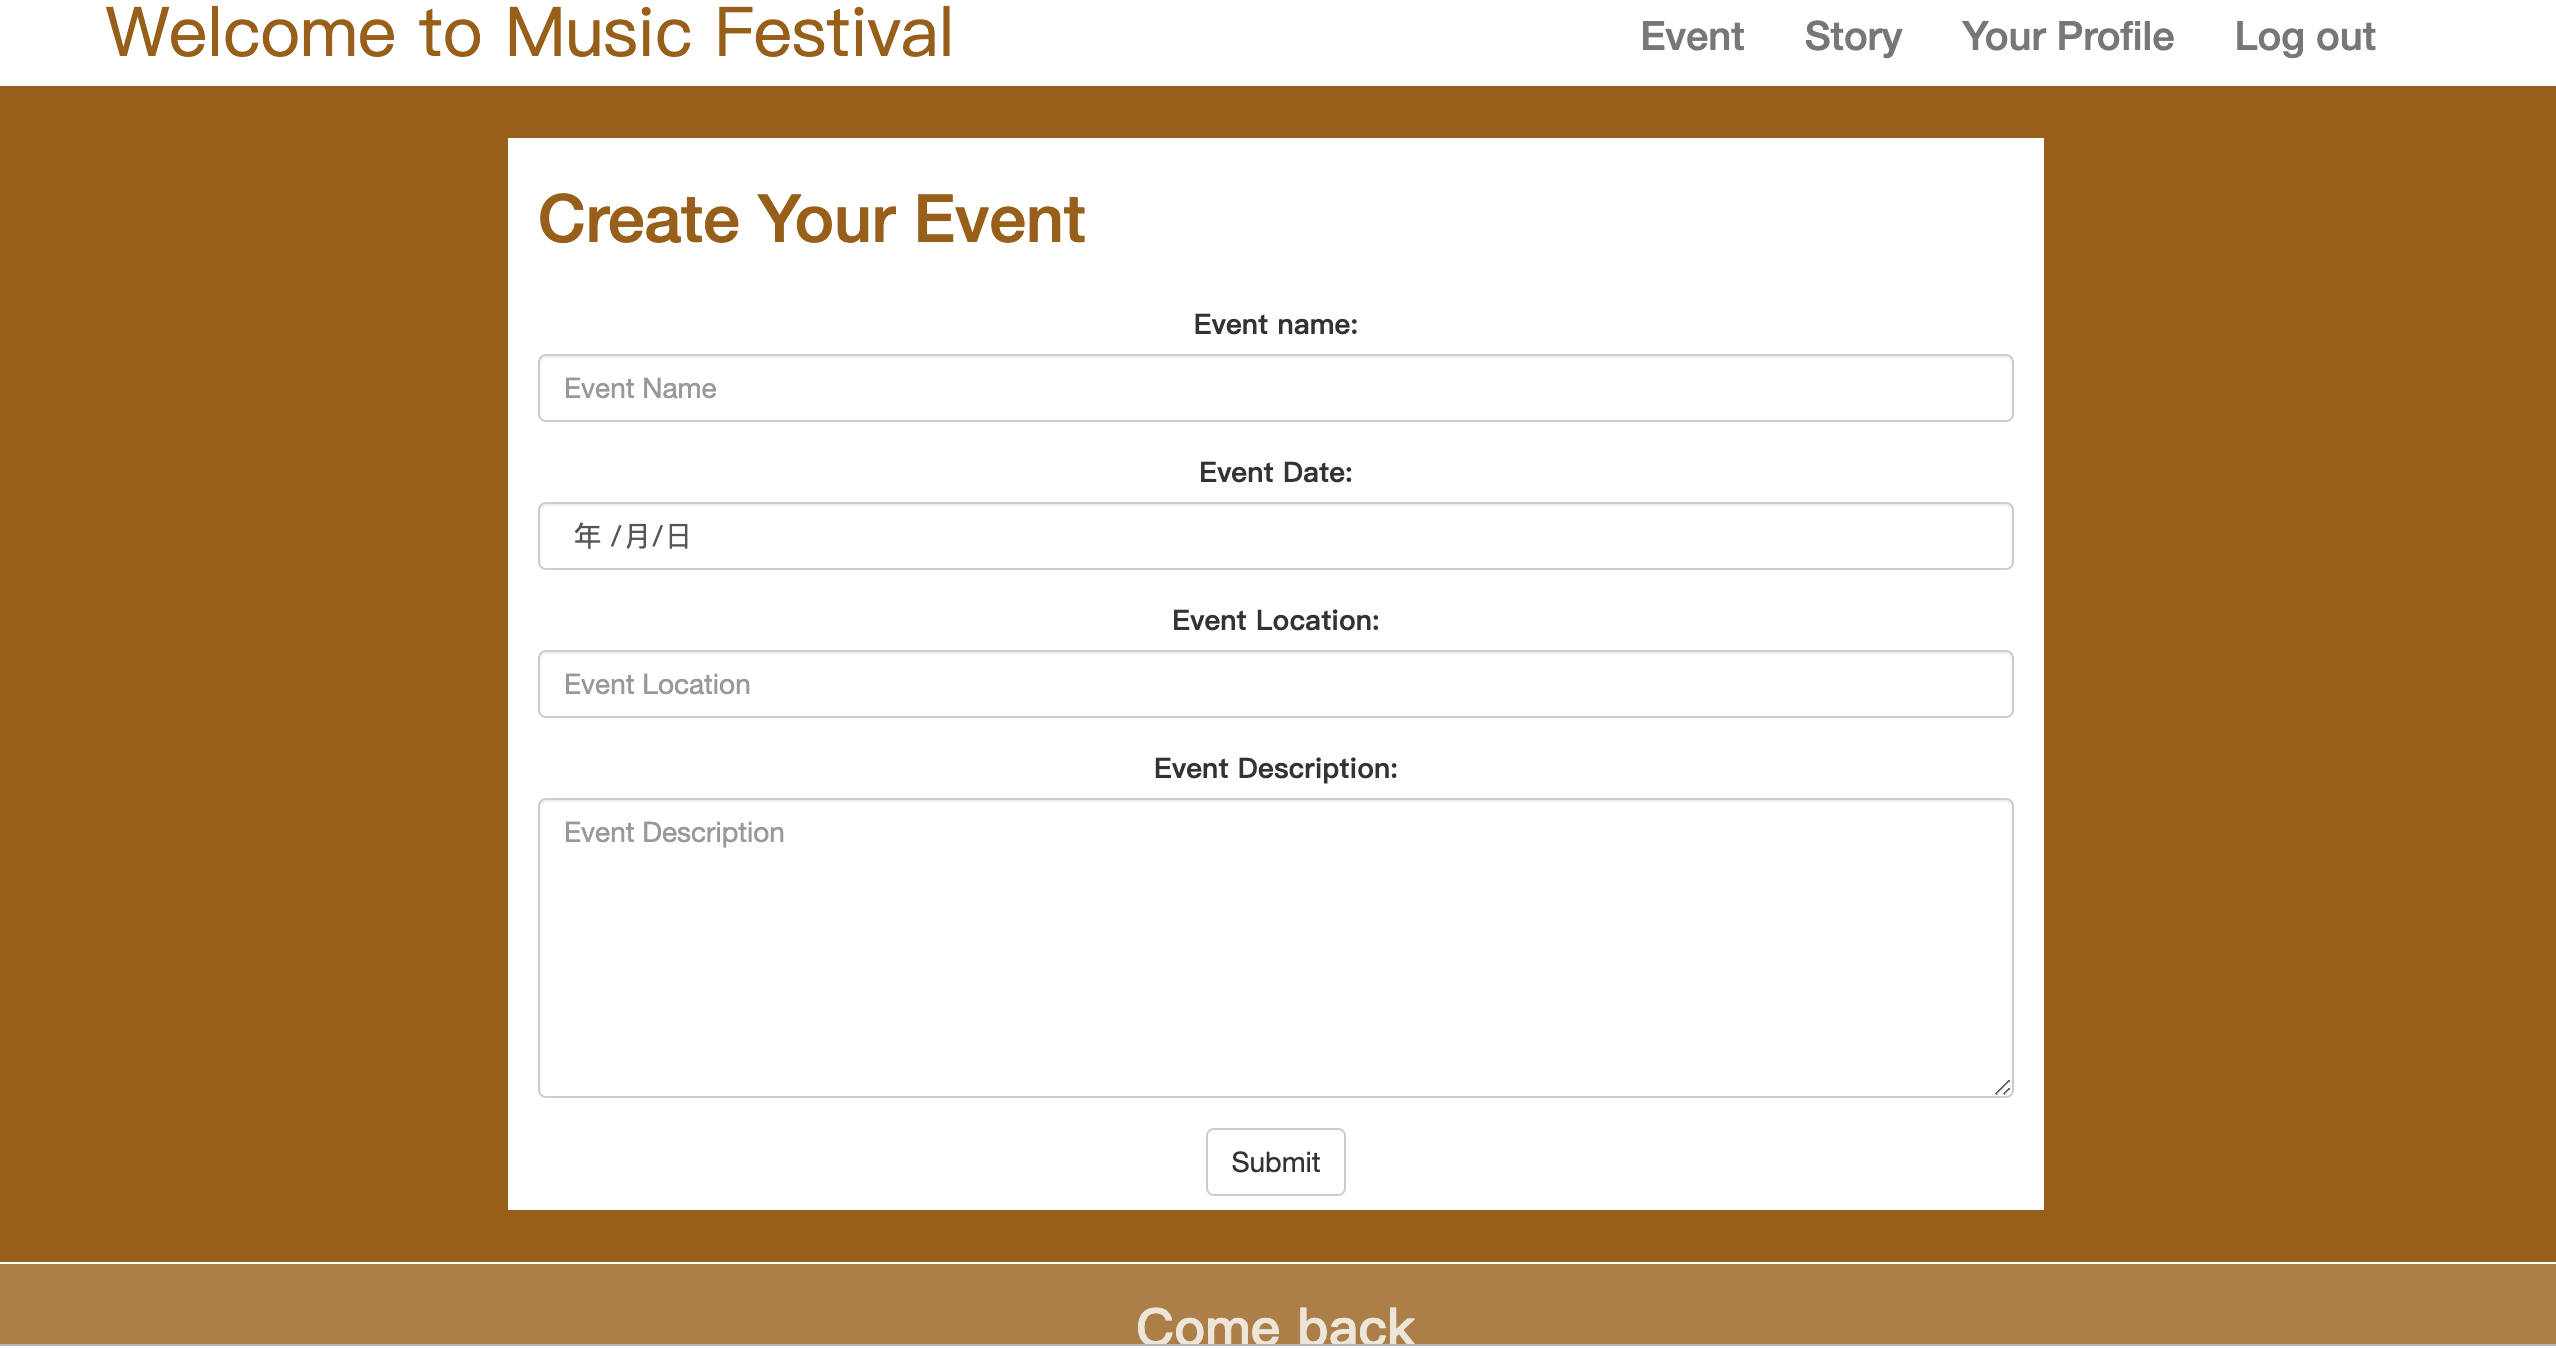 Welcome to Music Festival
Event Story Your Profile Log out
Create Your Event
Event name:
Event Name
Event Date:
年 /月/日
Event Location:
Event Location
Event Description:
Event Description
Submit
Come back